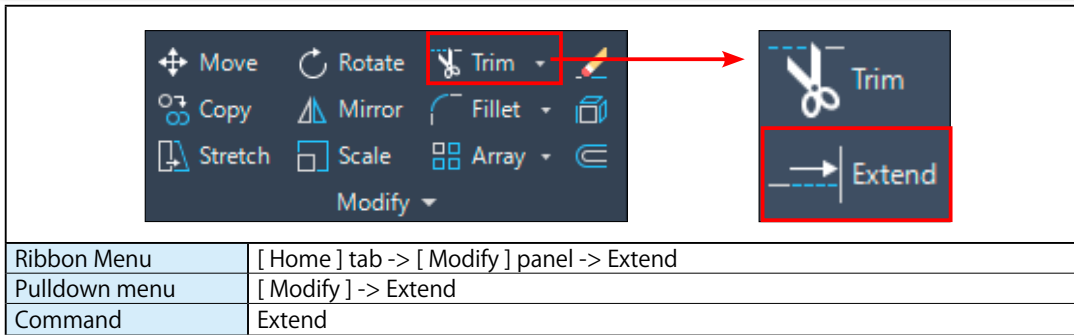 Move Rotate Trim
Trim
Copy Mirror Fillet
Stretch Scale Array
Extend
Modify
Ribbon Menu [ Home ] tab -> [ Modify ] panel -> Extend
Pulldown menu [ Modify ] -> Extend
Command Extend